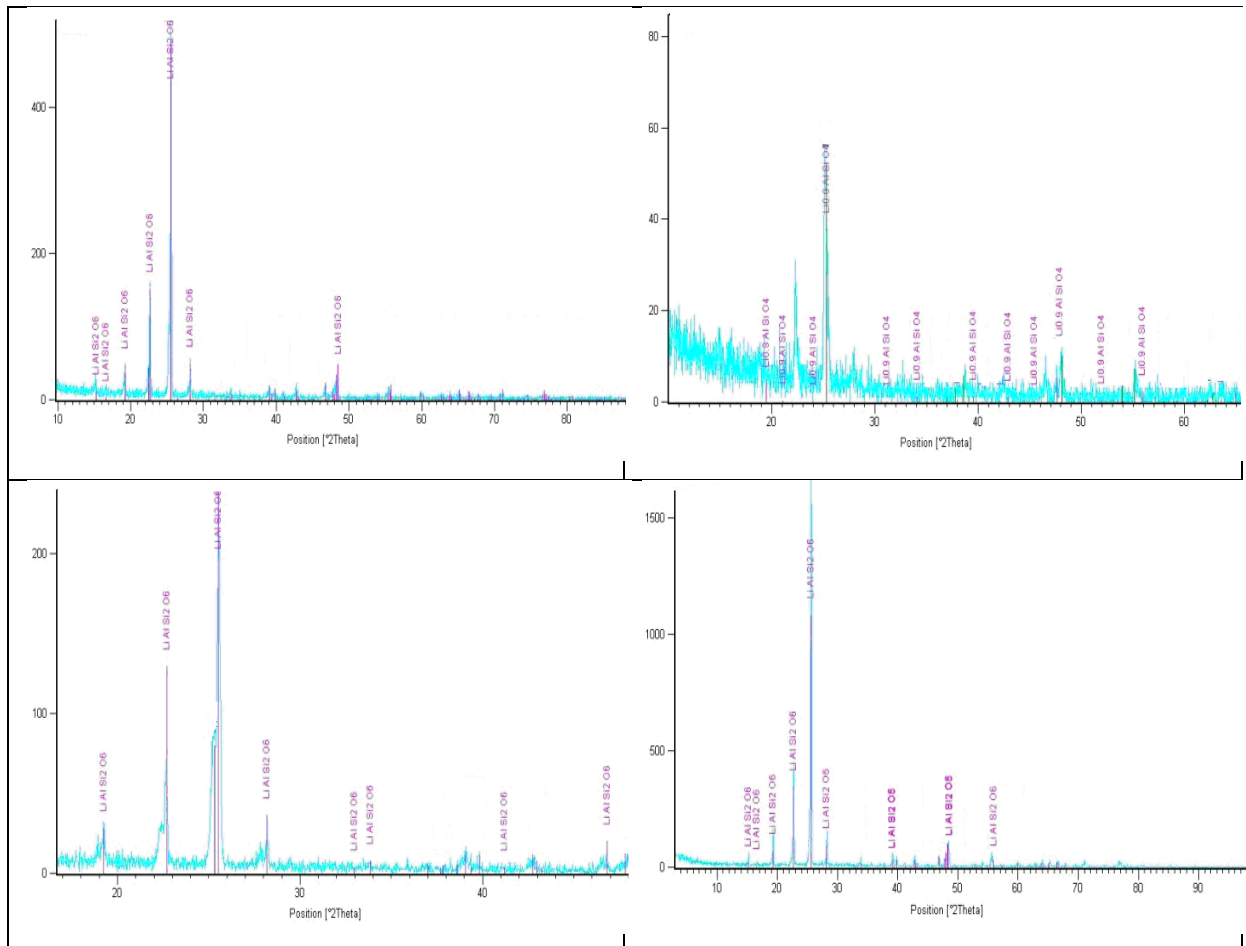 400
200
0
Li Al Si2 O6
Li Al Si2 O6
Li Al Si2 O6
Li Al Si2 O6
Li Al Si2 O6
Li Al Si2 O6
Li Al Si2 O6
10 20 30 40 50 60 70 80
Position [°2Theta]
80
60
40
20
0
Li0.9 Al Si O4
Li0.9 Al Si O4
Li0.9 Al Si O4
Li0.9 Al Si O4
Li0.9 Al Si O4
Li0.9 Al Si O4
Li0.9 Al Si O4
Li0.9 Al Si O4
Li0.9 Al Si O4
Li0.9 Al Si O4
Li0.9 Al Si O4
Li0.9 Al Si O4
30 40 50 60
Position [°2Theta]
200
100
0
Li Al Si2 O6
Li Al Si2 O6
Li Al Si2 O6
Li Al Si2 O6
Li Al Si2 O6
Li Al Si2 O6
Li Al Si2 O6
Li Al Si2 O6
20 30 40
Position [°2Theta]
1500
1000
500
0
Li Al Si2 O6
Li Al Si2 O6
Li Al Si2 O6
Li Al Si2 O6
Li Al Si2 O6
Li Al Si2 O6
Li Al Si2 O6
Li Al Si2 O6
Li Al Si2 O6
10 20 30 40 50 60 70 80 90
Position [°2Theta]